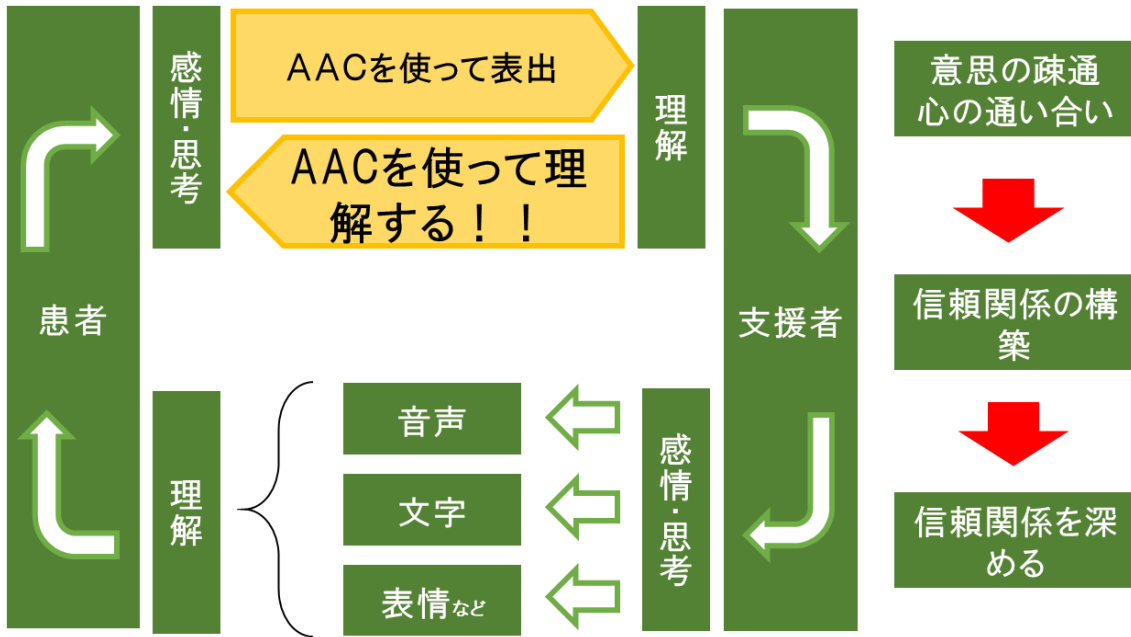 患者
感情・思考
AACを使って表出
AACを使って理
解する！！
理解
支援者
感情・思考
音声
文字
表情など
理解
意思の疎通
心の通い合い
信頼関係の構
築
信頼関係を深
める